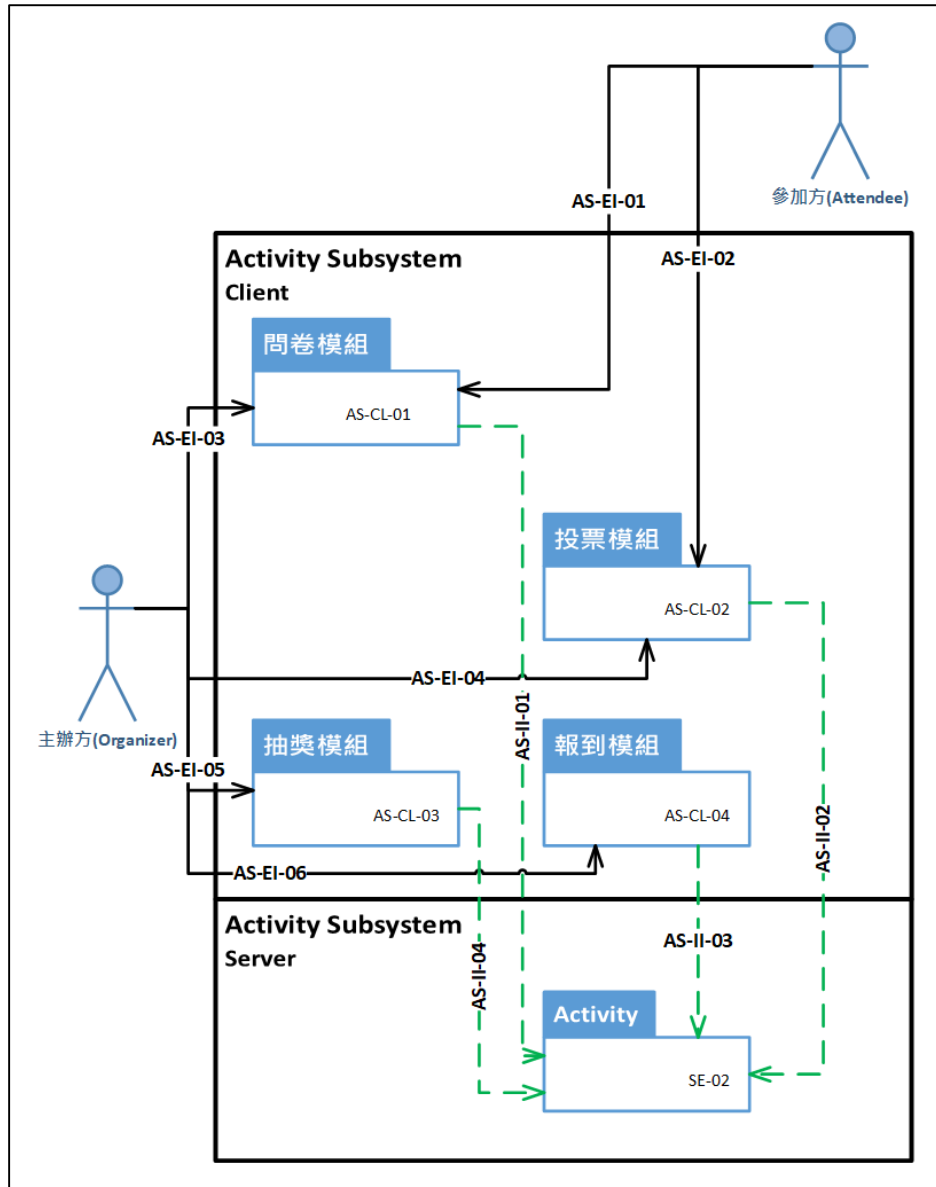 參加方(Attendee)
AS-EI-01
AS-EI-02
Activity Subsystem
Client
問卷模組
AS-CL-01
AS-EI-03
投票模組
AS-CL-02
主辦方(Organizer)
AS-EI-04
AS-II-01
抽獎模組
AS-CL-03
AS-EI-05
報到模組
AS-CL-04
AS-II-02
AS-EI-06
Activity Subsystem
Server
AS-II-04
AS-II-03
Activity
SE-02